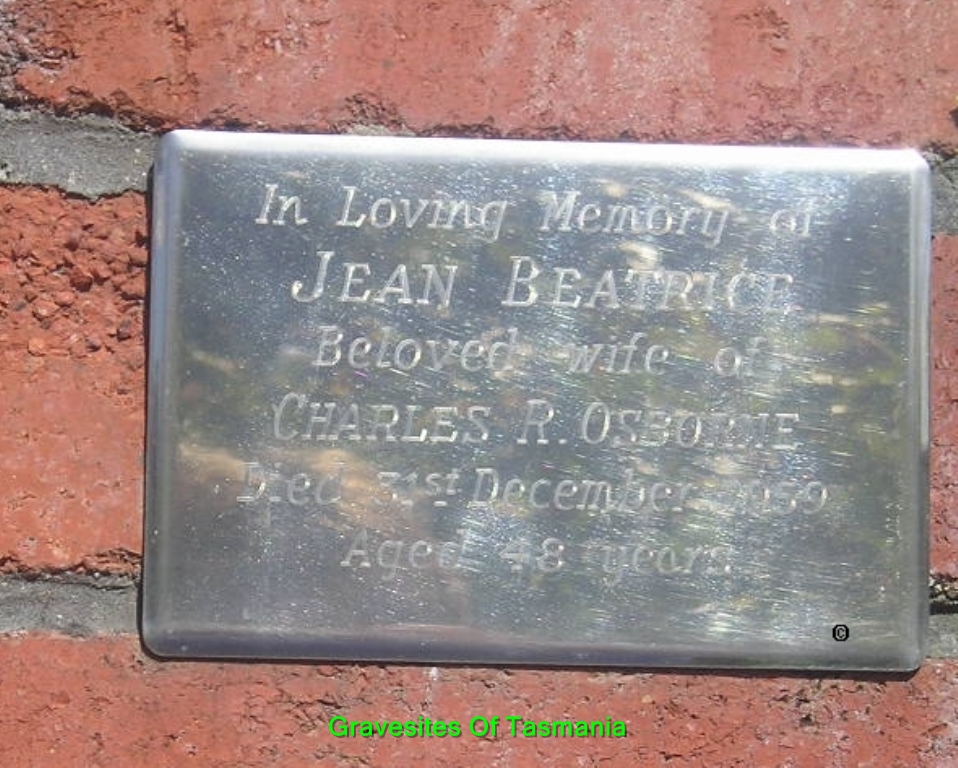 In Loving Memory of
JEAN BEATRICE
Beloved wife of
CHARLES R. OSBORNE
Died 31st December 1959
Aged 48 years
©
Gravesites Of Tasmania